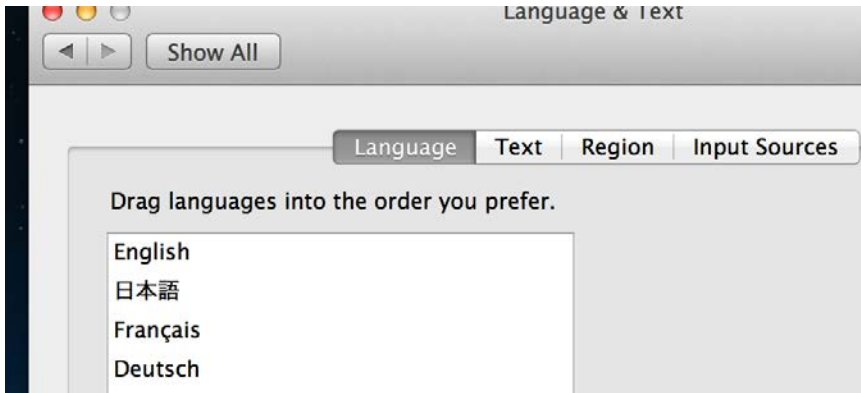 Language & Text
Show All
Language Text Region Input Sources
Drag languages into the order you prefer.
English
日本語
Français
Deutsch